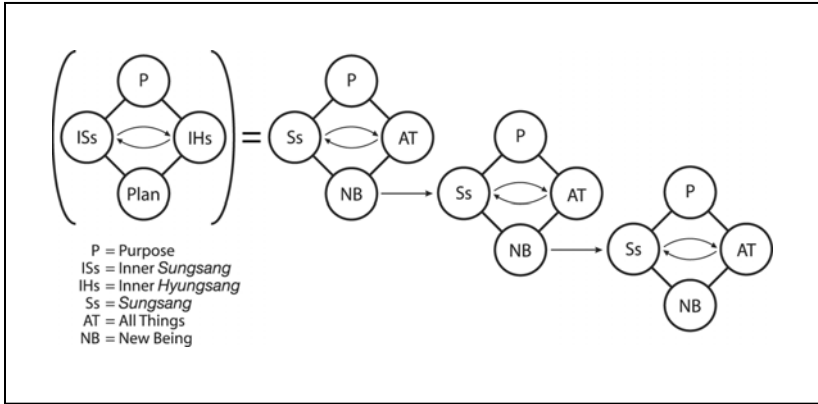 P
ISs
IHs
Plan
=
P
Ss
AT
NB
P
Ss
AT
NB
P
Ss
AT
NB
P = Purpose
ISs = Inner Sungsang
IHs = Inner Hyungsang
Ss = Sungsang
AT = All Things
NB = New Being